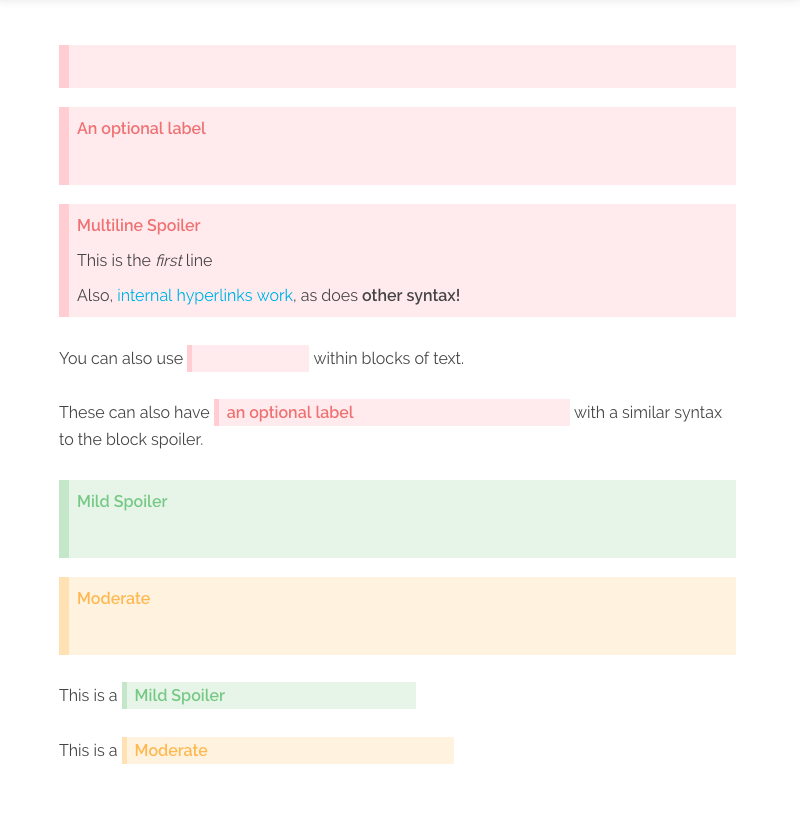 An optional label
Multiline Spoiler
This is the first line
Also, internal hyperlinks work, as does other syntax!
You can also use within blocks of text.
These can also have an optional label with a similar syntax
to the block spoiler.
Mild Spoiler
Moderate
This is a Mild Spoiler
This is a Moderate